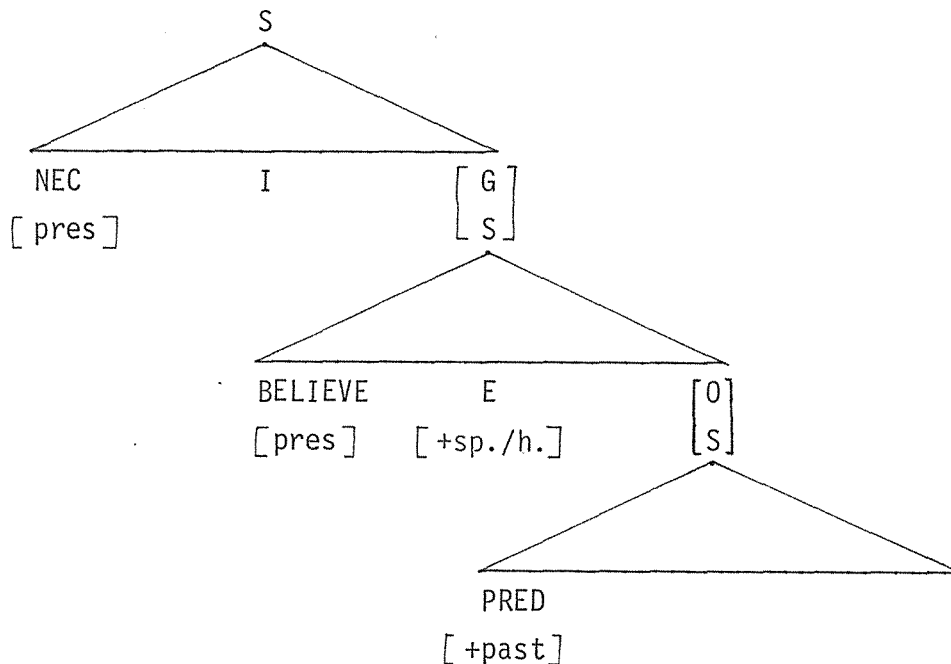 S
NEC I [ G
[ pres ] S ]
BELIEVE E [ O
[pres] [ +sp./h. ] S ]
PRED
[ +past ]